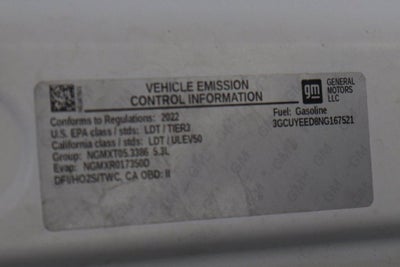 VEHICLE EMISSION
CONTROL INFORMATION
gm
GENERAL
MOTORS
LLC
Conforms to Regulations: 2022
Fuel: Gasoline
U.S. EPA class / stds: LDT / TIER3
3GCUYEED8NG167521
California class / stds: LDT / ULEV50
Group: NGMXT05.3386 5.3L
Evap: NGMXR017350D
DFI/HO2S/TWC, CA OBD: II